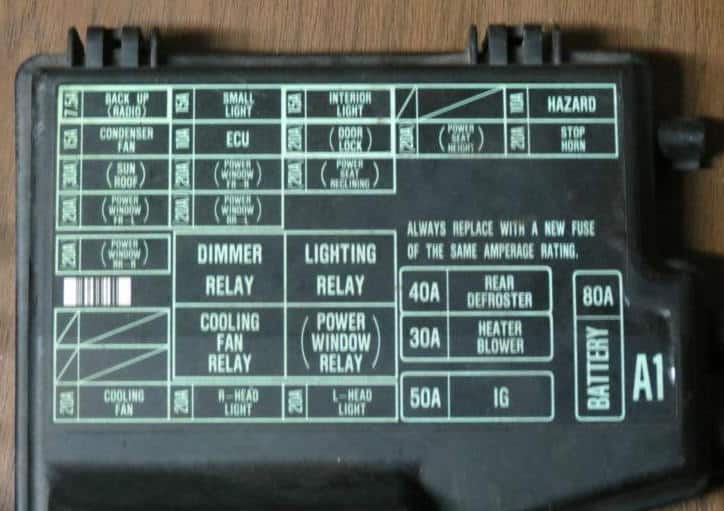 7.5A BACK UP
(RADIO)
15A SMALL
LIGHT
15A INTERIOR
LIGHT
10A HAZARD
15A CONDENSER
FAN
10A ECU
20A (DOOR
LOCK)
20A (POWER
SEAT
HEIGHT)
20A STOP
HORN
30A (SUN
ROOF)
20A (POWER
WINDOW
FR-R)
20A (POWER
SEAT
RECLINING)
20A (POWER
WINDOW
FR-L)
20A (POWER
WINDOW
RR-L)
20A (POWER
WINDOW
RR-R)
DIMMER
RELAY
LIGHTING
RELAY
COOLING
FAN
RELAY
(POWER
WINDOW
RELAY)
20A COOLING
FAN
20A R-HEAD
LIGHT
20A L-HEAD
LIGHT
ALWAYS REPLACE WITH A NEW FUSE
OF THE SAME AMPERAGE RATING.
40A REAR
DEFROSTER
30A HEATER
BLOWER
50A IG
80A
BATTERY
A1